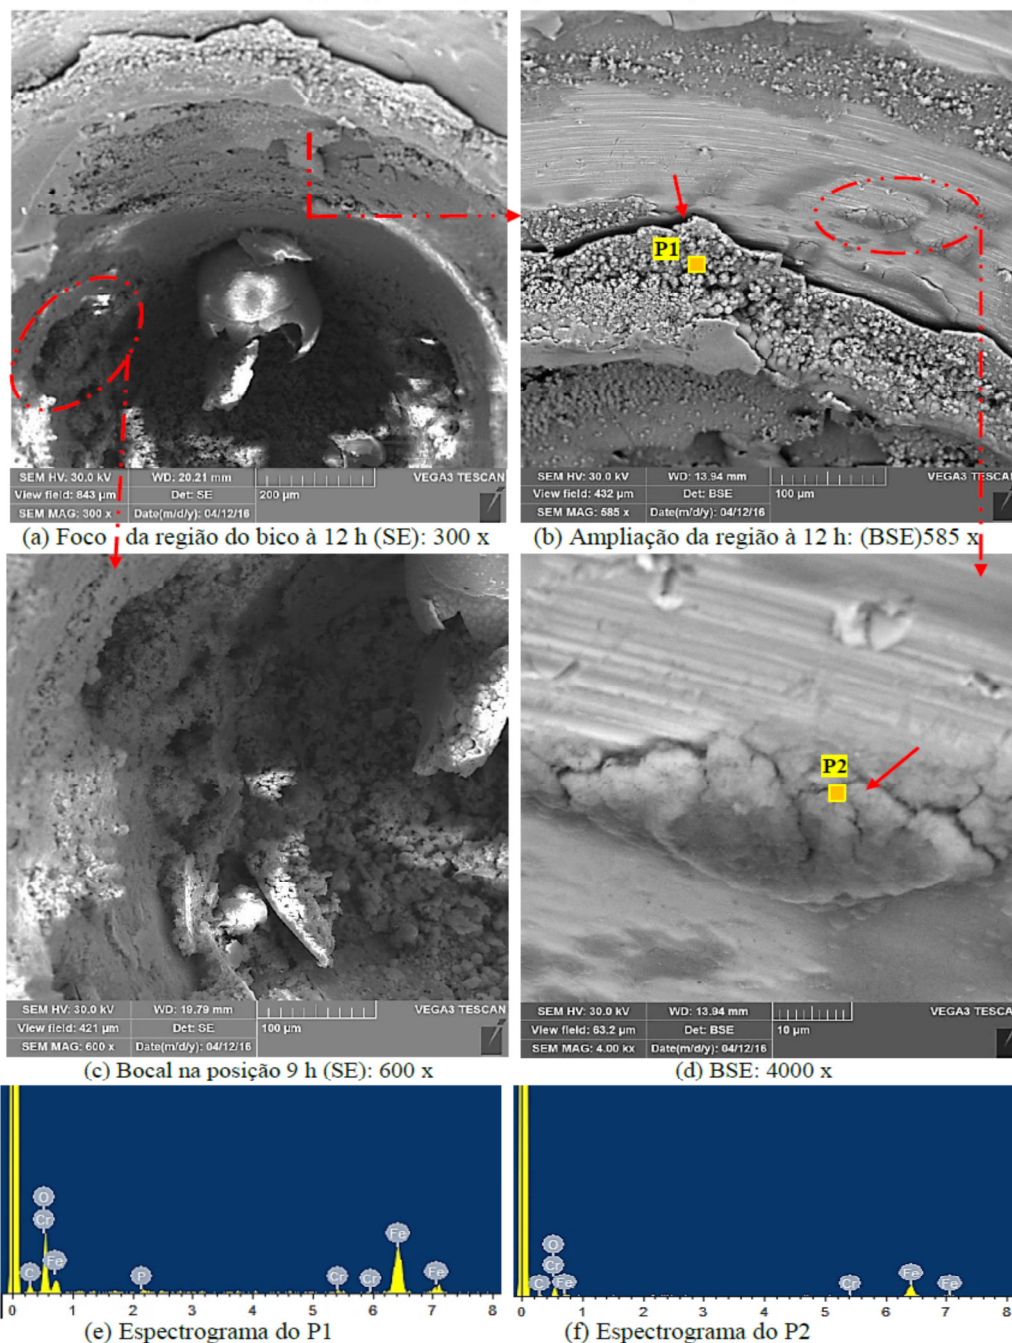 P1
SEM HV: 30.0 kV WD: 20.21 mm VEGA3 TESCAN
View field: 843 µm Det: SE 200 µm
SEM MAG: 300 x Date(m/d/y): 04/12/16
SEM HV: 30.0 kV WD: 13.94 mm VEGA3 TESCAN
View field: 432 µm Det: BSE 100 µm
SEM MAG: 585 x Date(m/d/y): 04/12/16
(a) Foco da região do bico à 12 h (SE): 300 x
(b) Ampliação da região à 12 h: (BSE)585 x
P2
SEM HV: 30.0 kV WD: 19.79 mm VEGA3 TESCAN
View field: 421 µm Det: SE 100 µm
SEM MAG: 600 x Date(m/d/y): 04/12/16
SEM HV: 30.0 kV WD: 13.94 mm VEGA3 TESCA
View field: 63.2 µm Det: BSE 10 µm
SEM MAG: 4.00 kx Date(m/d/y): 04/12/16
(c) Bocal na posição 9 h (SE): 600 x
(d) BSE: 4000 x
O
Cr
C Fe P Cr Cr Fe Fe
0 1 2 3 4 5 6 7 8
O
Cr
C Fe Cr Fe Fe
0 1 2 3 4 5 6 7 8
(e) Espectrograma do P1
(f) Espectrograma do P2